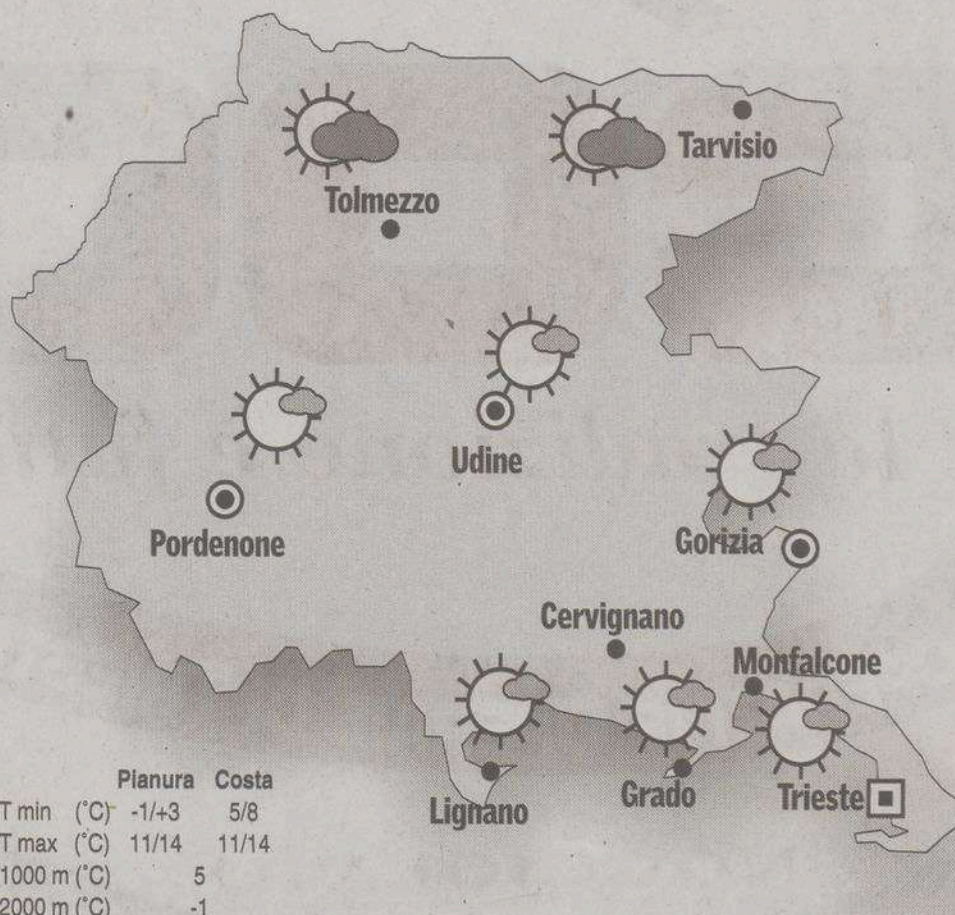 Tarvisio
Tolmezzo
Udine
Pordenone
Gorizia
Cervignano
Monfalcone
Lignano
Grado
Trieste
Pianura Costa
T min (°C) -1/+3 5/8
T max (°C) 11/14 11/14
1000 m (°C) 5
2000 m (°C) -1